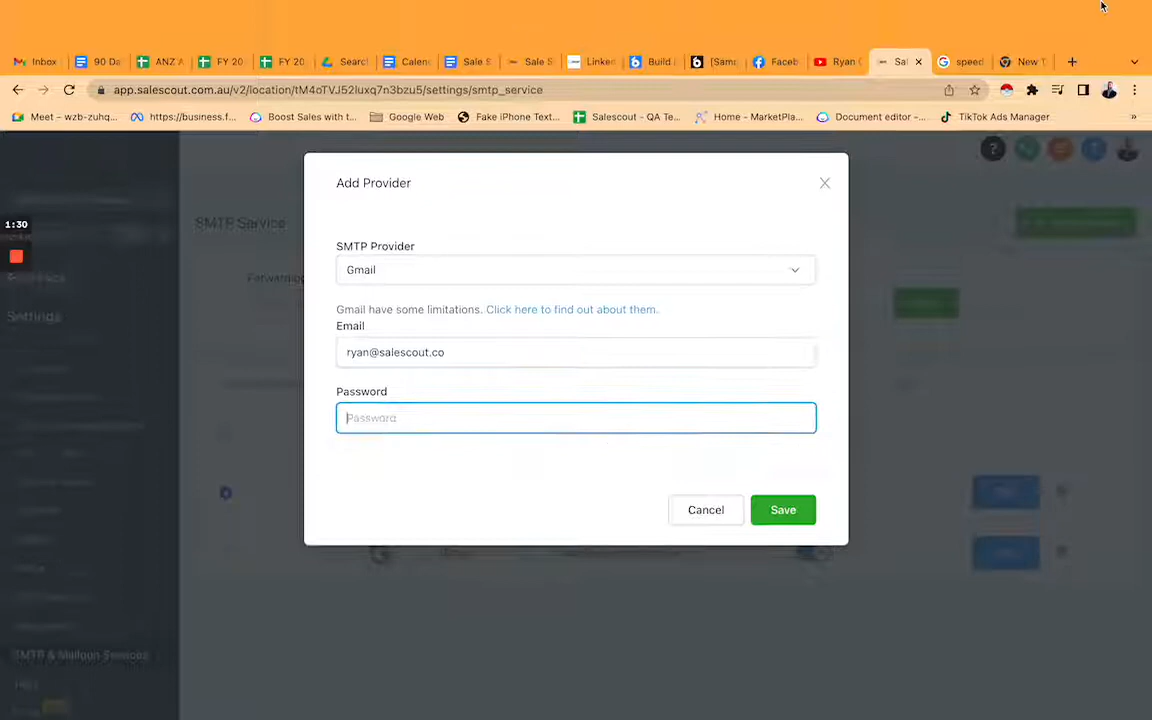 Inbox
90 Da
ANZ A
FY 20
FY 20
Searc
Calen
Sale S
Sale S
Linked
Build
[Sam
Faceb
Ryan
Sal
speed
New T
app.salescout.com.au/v2/location/tM4oTVJ52luxq7n3bzu5/settings/smtp_service
Meet – wzb-zuhq...
https://business.f...
Boost Sales with t...
Google Web
Fake iPhone Text...
Salescout - QA Te...
Home - MarketPla...
Document editor -...
TikTok Ads Manager
Add Provider
1:30
SMTP Service
SMTP Provider
Gmail
Forwarding
Settings
Gmail have some limitations. Click here to find out about them.
Email
ryan@salescout.co
Password
Password
Cancel
Save
SMTP & Mailgun Services